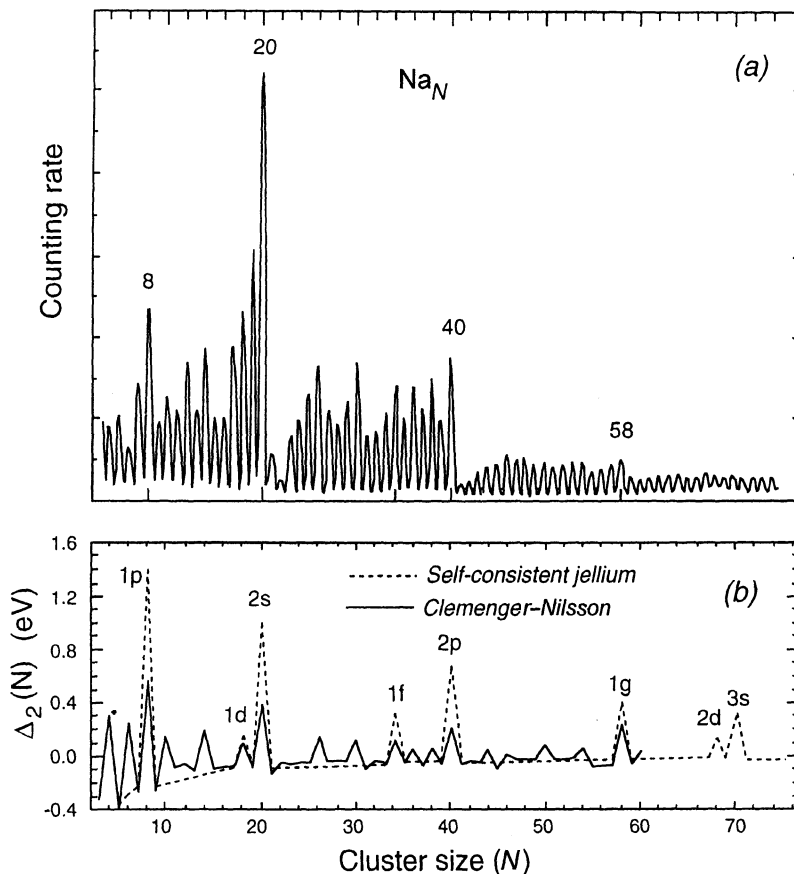 20
(a)
Na_N
Counting rate
8
40
58
1.6
1.2
0.8
0.4
0.0
-0.4
Δ₂(N) (eV)
1p
1d
2s
1f
2p
1g
2d
3s
Self-consistent jellium
Clemenger–Nilsson
(b)
10
20
30
40
50
60
70
Cluster size (N)